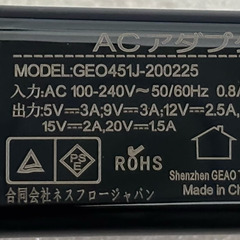 ACアダプ
MODEL:GEO451J-200225
入力:AC 100-240V～50/60Hz 0.8A
出力:5V⎓3A;9V⎓3A;12V⎓2.5A,
15V⎓2A;20V⎓1.5A
PSE
RoHS
Shenzhen GEAO T
合同会社ネスフロージャパン
Made in Ch